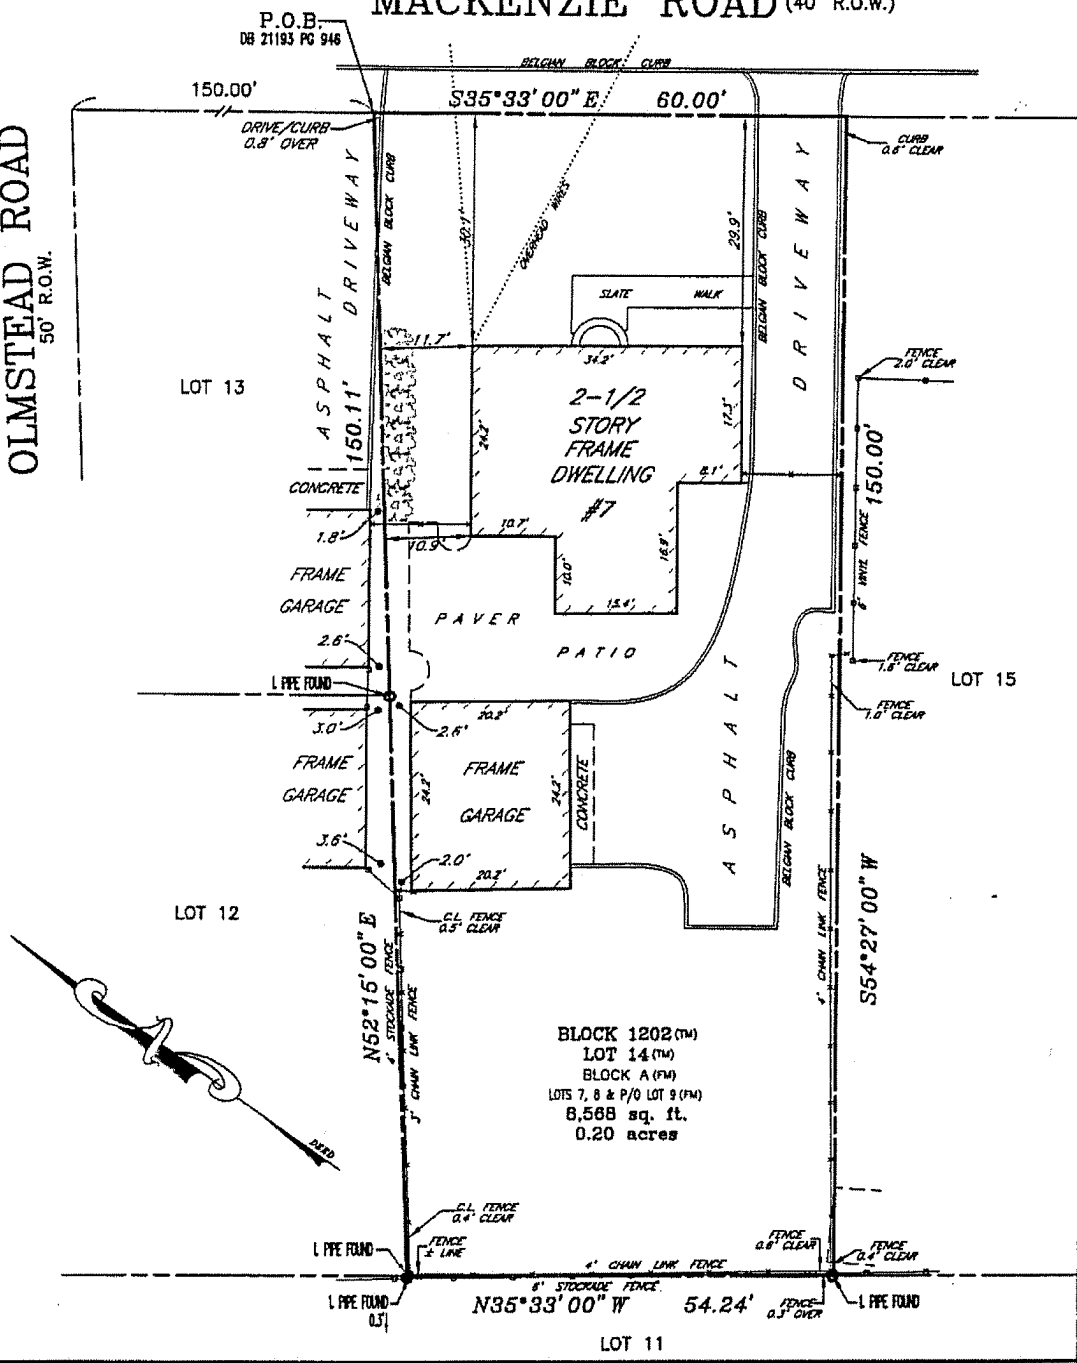 MACKENZIE ROAD (40' R.O.W.)
P.O.B.
DB 21193 PG 946
BELGIAN BLOCK CURB
150.00'
S35°33'00"E 60.00'
DRIVE/CURB
0.8' OVER
CURB
0.6' CLEAR
OLMSTEAD ROAD
50' R.O.W.
ASPHALT DRIVEWAY
BELGIAN BLOCK CURB
30.1'
OVERHEAD WIRES
29.9'
BELGIAN BLOCK CURB
DRIVEWAY
SLATE WALK
11.7'
34.2'
FENCE
2.0' CLEAR
LOT 13
150.11'
2-1/2
STORY
FRAME
DWELLING
#7
24.2'
17.3'
8.1'
150.00'
6' VINYL FENCE
CONCRETE
1.8'
10.7'
10.9'
10.0'
16.9'
15.4'
FRAME
GARAGE
PAVER
PATIO
2.6'
I. PIPE FOUND
FENCE
1.6' CLEAR
LOT 15
FENCE
1.0' CLEAR
3.0'
2.6'
20.2'
FRAME
GARAGE
FRAME
GARAGE
24.2'
24.2'
CONCRETE
ASPHALT
BELGIAN BLOCK CURB
3.6'
2.0'
20.2'
LOT 12
C.L. FENCE
0.5' CLEAR
N52°15'00"E
4' STOCKADE FENCE
3' CHAIN LINK FENCE
4' CHAIN LINK FENCE
S54°27'00"W
BLOCK 1202 (TM)
LOT 14 (TM)
BLOCK A (FM)
LOTS 7, 8 & P/O LOT 9 (FM)
8,568 sq. ft.
0.20 acres
DEED
C.L. FENCE
0.4' CLEAR
I. PIPE FOUND
FENCE
± LINE
FENCE
0.6' CLEAR
FENCE
0.4' CLEAR
4' CHAIN LINK FENCE
6' STOCKADE FENCE
I. PIPE FOUND
0.3'
N35°33'00"W 54.24'
FENCE
0.3' OVER
I. PIPE FOUND
LOT 11